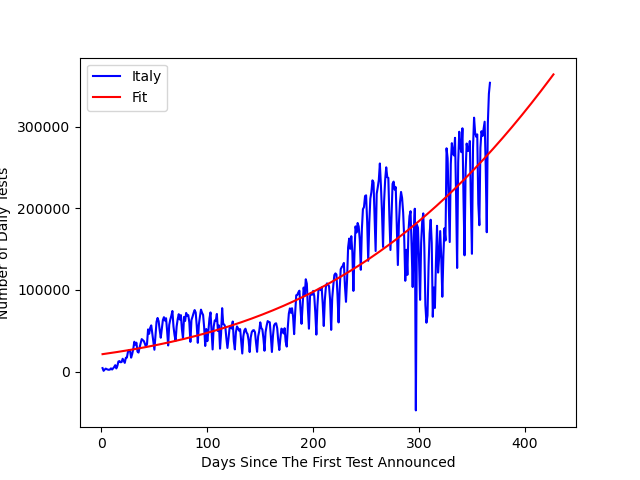 Italy
Fit
300000
200000
100000
0
Number of Daily Tests
0 100 200 300 400
Days Since The First Test Announced